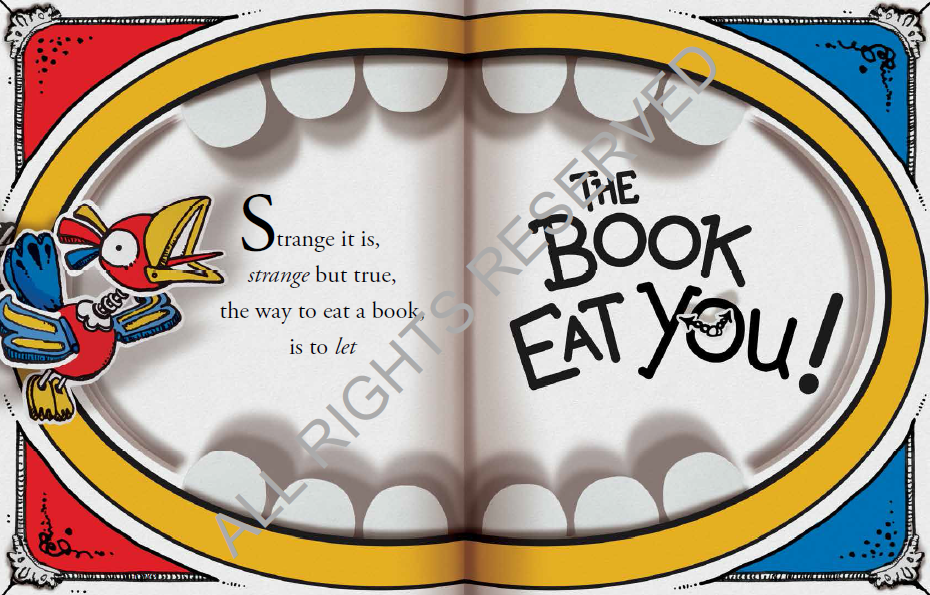 Strange it is,
strange but true,
the way to eat a book,
is to let
THE
BOOK
EAT YOU!
ALL RIGHTS RESERVED